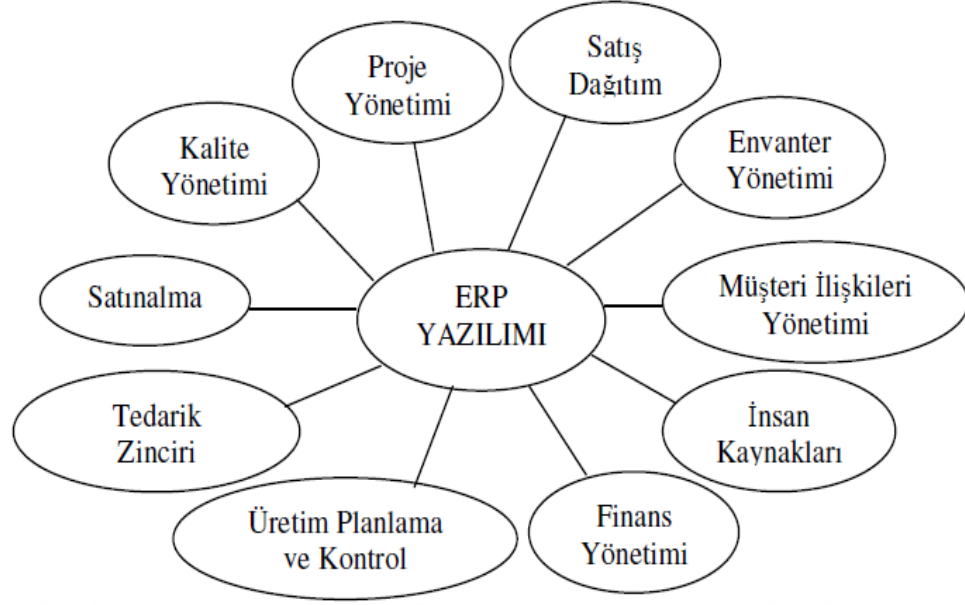 Proje
Yönetimi
Satış
Dağıtım
Kalite
Yönetimi
Envanter
Yönetimi
Satınalma
ERP
YAZILIMI
Müşteri İlişkileri
Yönetimi
Tedarik
Zinciri
İnsan
Kaynakları
Üretim Planlama
ve Kontrol
Finans
Yönetimi